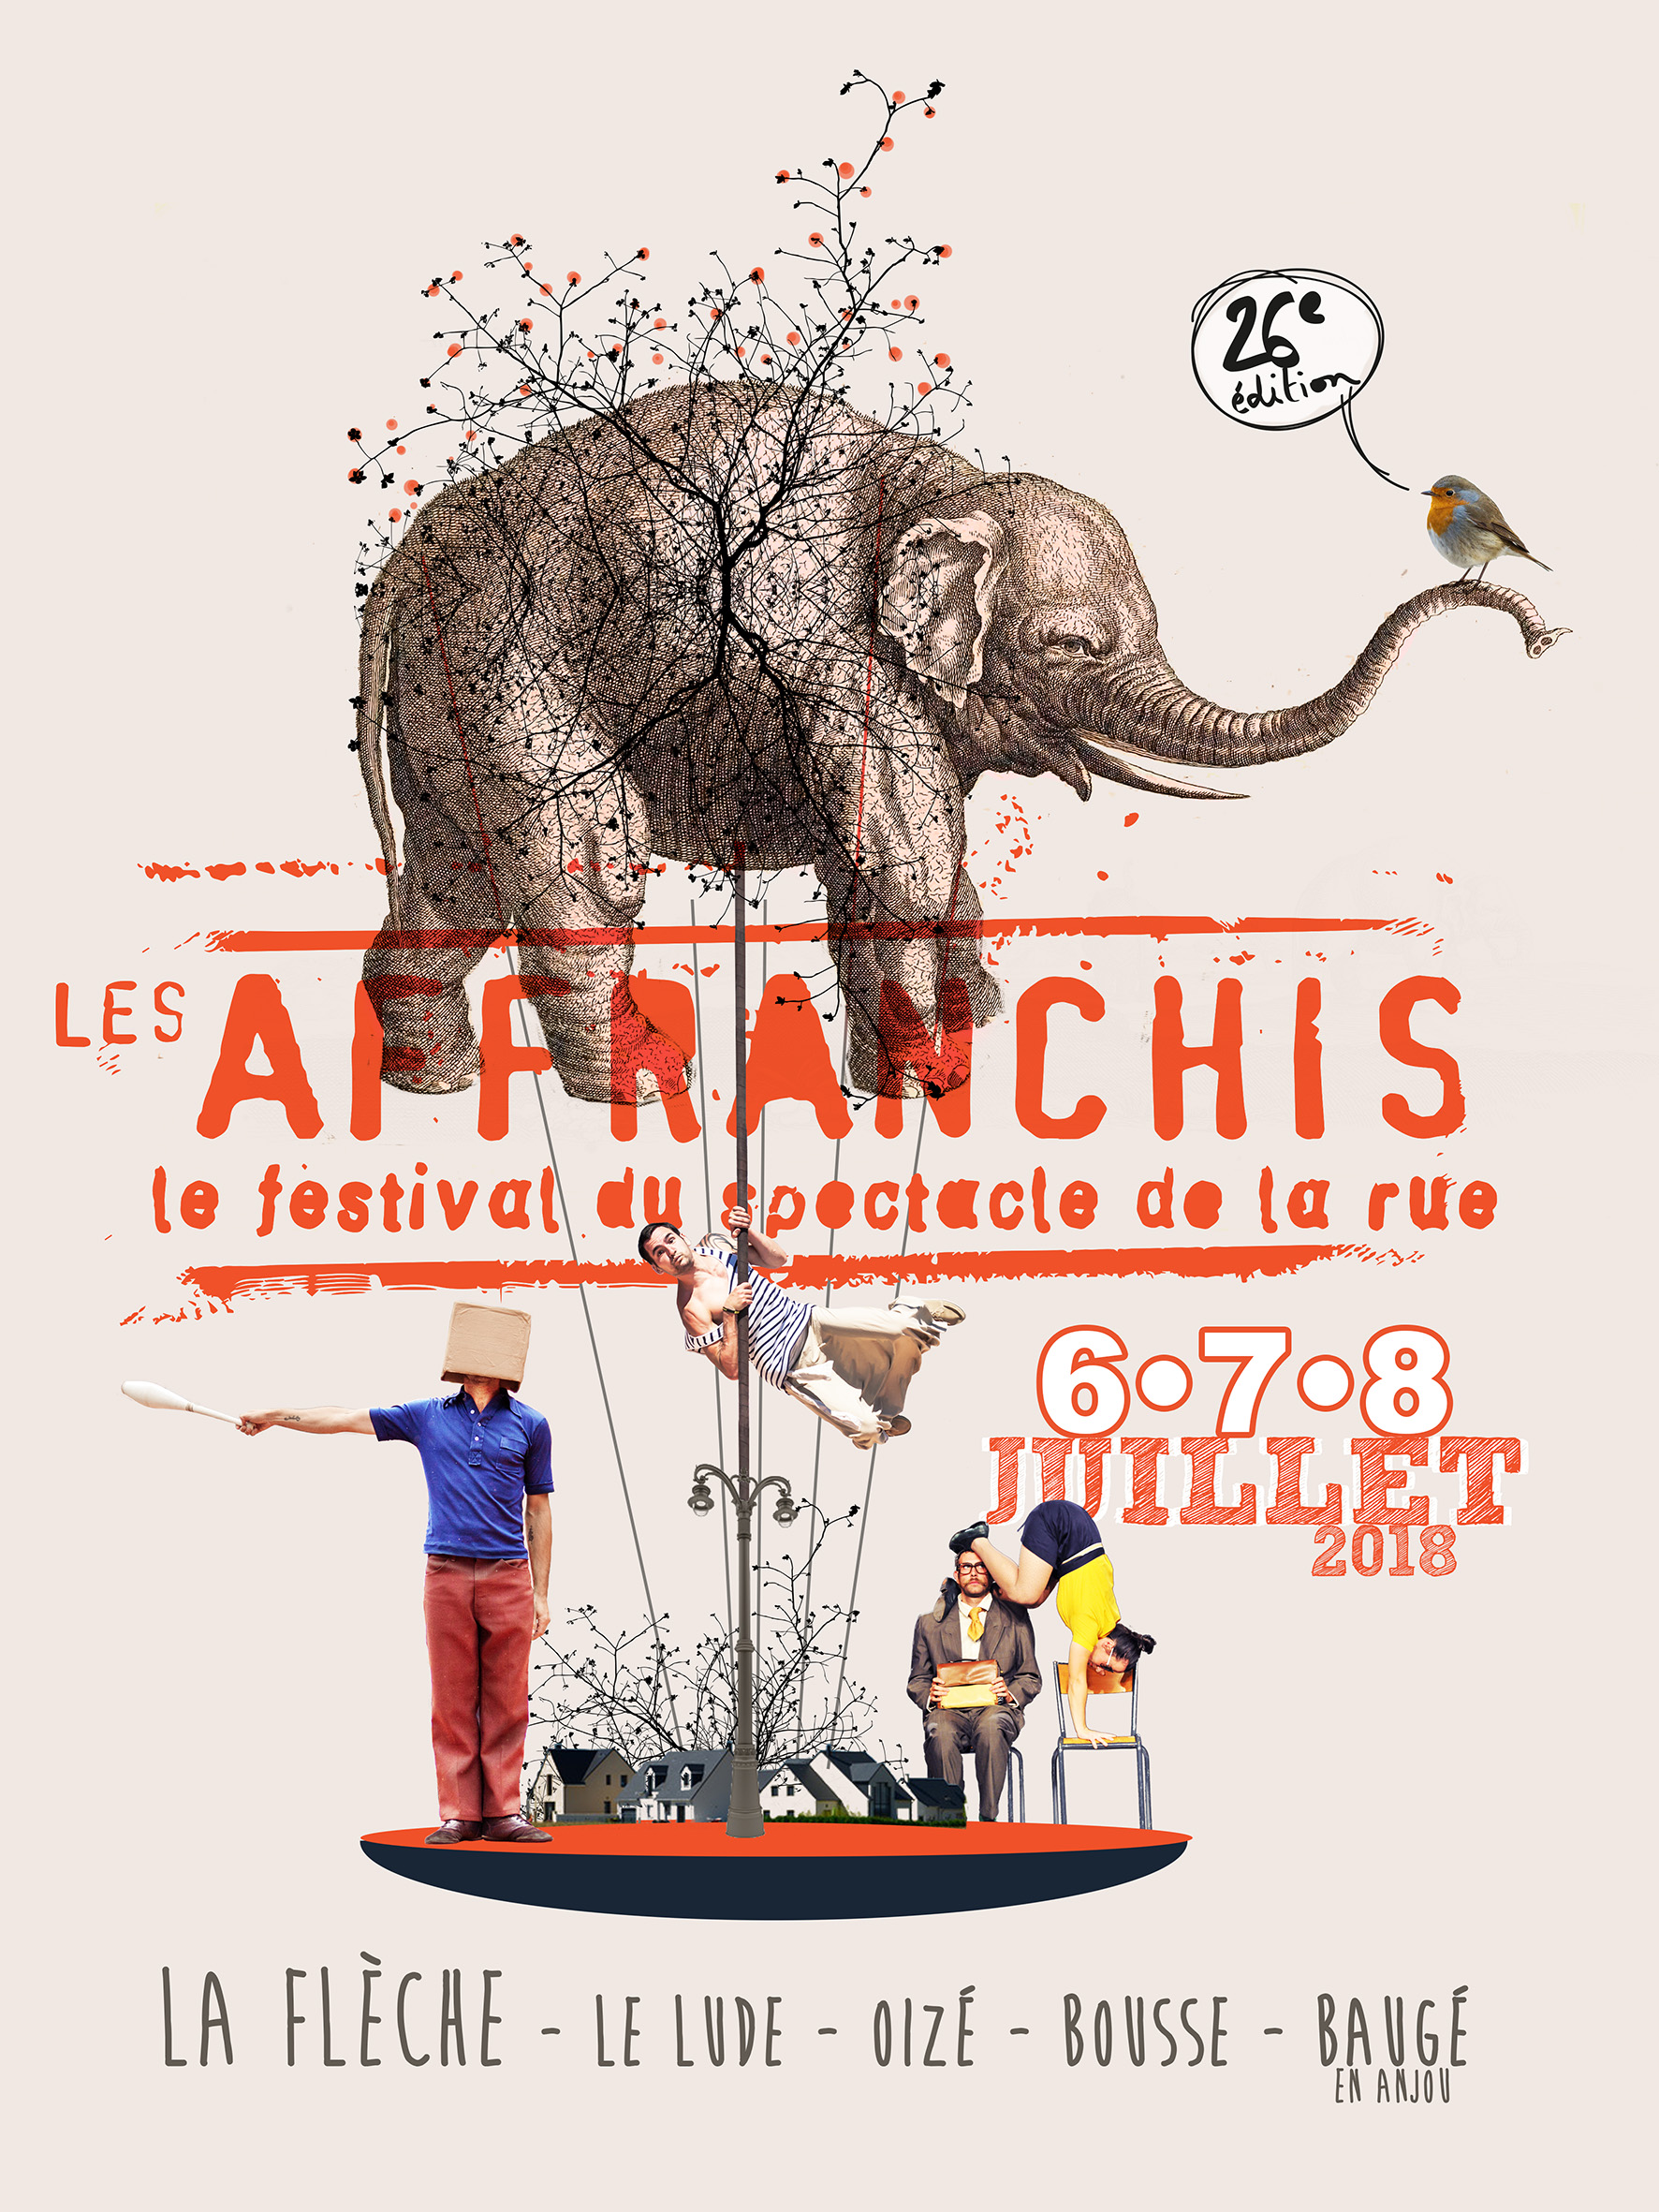 26e
édition
LES AFFRANCHIS
le festival du spectacle de la rue
6•7•8
JUILLET
2018
LA FLÈCHE - LE LUDE - OIZÉ - BOUSSE - BAUGÉ
EN ANJOU